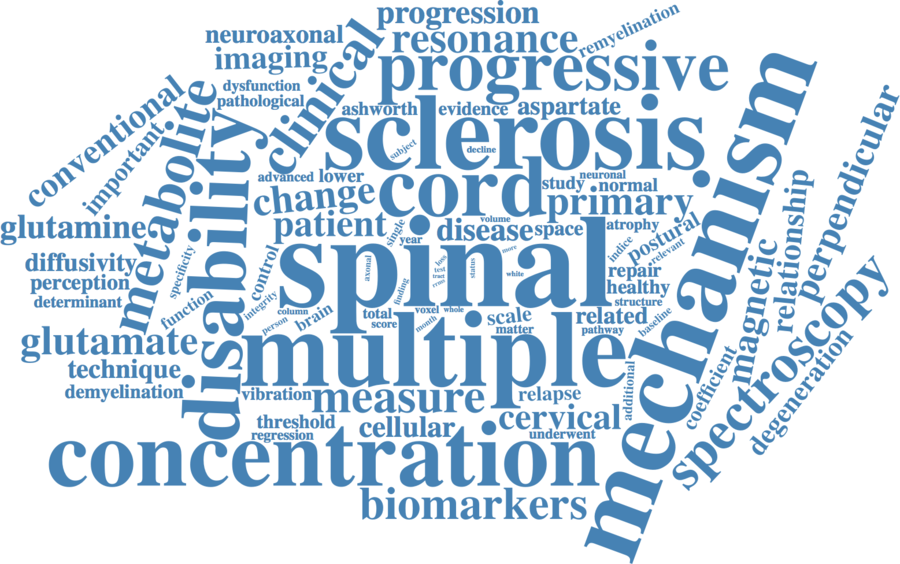 progression
neuroaxonal
resonance
remyelination
imaging
clinical
progressive
dysfunction
pathological
conventional
metabolite
ashworth
evidence
aspartate
sclerosis
mechanism
important
disability
subject
decline
perpendicular
advanced
lower
cord
study
neuronal
normal
change
primary
relationship
glutamine
patient
single
volume
disease
space
atrophy
postural
year
more
indice
relevant
diffusivity
specificity
control
spinal
axonal
loss
test
tract
status
white
repair
magnetic
perception
integrity
finding
healthy
determinant
function
column
structure
spectroscopy
person
brain
total
score
voxel
whole
month
scale
matter
related
pathway
baseline
glutamate
multiple
technique
coefficient
degeneration
demyelination
vibration
measure
relapse
additional
threshold
regression
cellular
cervical
underwent
concentration
biomarkers